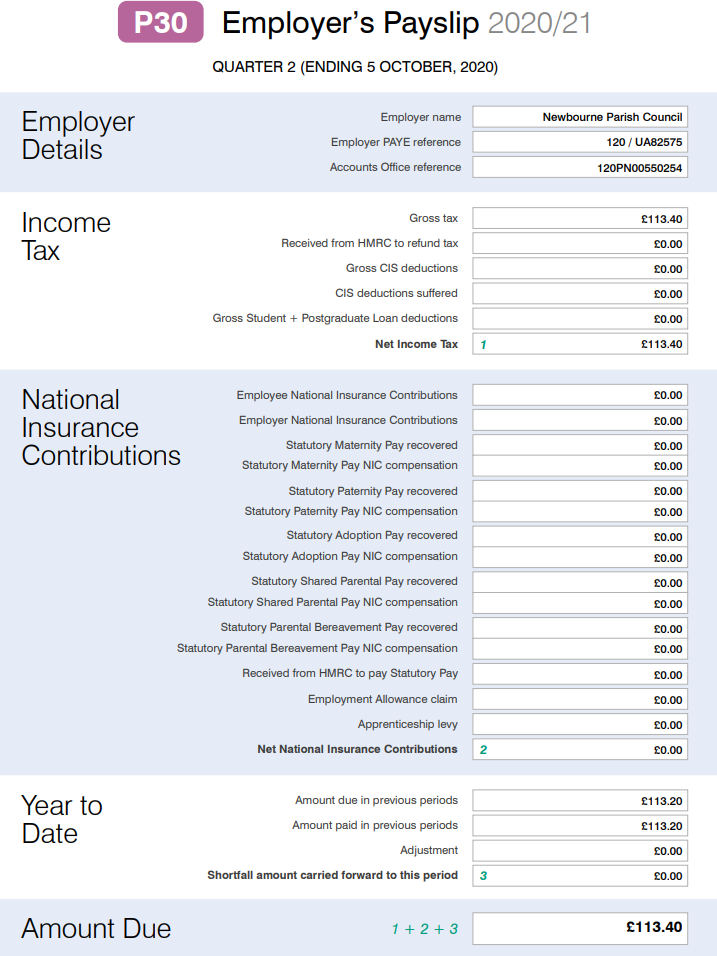 P30 Employer's Payslip 2020/21
QUARTER 2 (ENDING 5 OCTOBER, 2020)
Employer Details
Employer name Newbourne Parish Council
Employer PAYE reference 120 / UA82575
Accounts Office reference 120PN00550254
Income Tax
Gross tax £113.40
Received from HMRC to refund tax £0.00
Gross CIS deductions £0.00
CIS deductions suffered £0.00
Gross Student + Postgraduate Loan deductions £0.00
Net Income Tax 1 £113.40
National Insurance Contributions
Employee National Insurance Contributions £0.00
Employer National Insurance Contributions £0.00
Statutory Maternity Pay recovered £0.00
Statutory Maternity Pay NIC compensation £0.00
Statutory Paternity Pay recovered £0.00
Statutory Paternity Pay NIC compensation £0.00
Statutory Adoption Pay recovered £0.00
Statutory Adoption Pay NIC compensation £0.00
Statutory Shared Parental Pay recovered £0.00
Statutory Shared Parental Pay NIC compensation £0.00
Statutory Parental Bereavement Pay recovered £0.00
Statutory Parental Bereavement Pay NIC compensation £0.00
Received from HMRC to pay Statutory Pay £0.00
Employment Allowance claim £0.00
Apprenticeship levy £0.00
Net National Insurance Contributions 2 £0.00
Year to Date
Amount due in previous periods £113.20
Amount paid in previous periods £113.20
Adjustment £0.00
Shortfall amount carried forward to this period 3 £0.00
Amount Due 1 + 2 + 3 £113.40